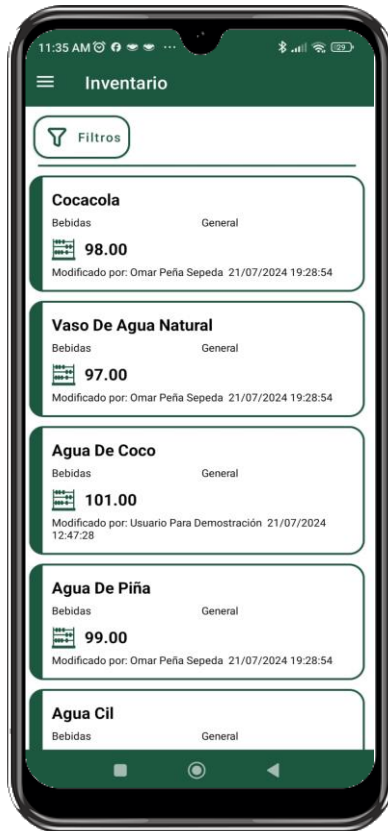 11:35 AM
29
Inventario
Filtros
Cocacola
Bebidas General
98.00
Modificado por: Omar Peña Sepeda 21/07/2024 19:28:54
Vaso De Agua Natural
Bebidas General
97.00
Modificado por: Omar Peña Sepeda 21/07/2024 19:28:54
Agua De Coco
Bebidas General
101.00
Modificado por: Usuario Para Demostración 21/07/2024
12:47:28
Agua De Piña
Bebidas General
99.00
Modificado por: Omar Peña Sepeda 21/07/2024 19:28:54
Agua Cil
Bebidas General